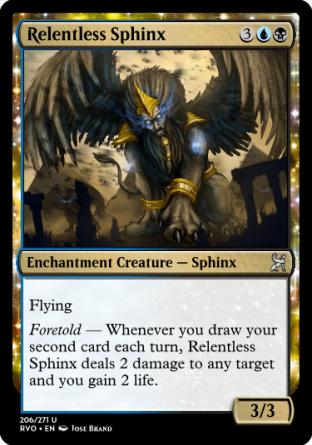 Relentless Sphinx 3
Enchantment Creature — Sphinx
Flying
Foretold — Whenever you draw your
second card each turn, Relentless
Sphinx deals 2 damage to any target
and you gain 2 life.
3/3
206/271 U
RVO • EN Jose Brand